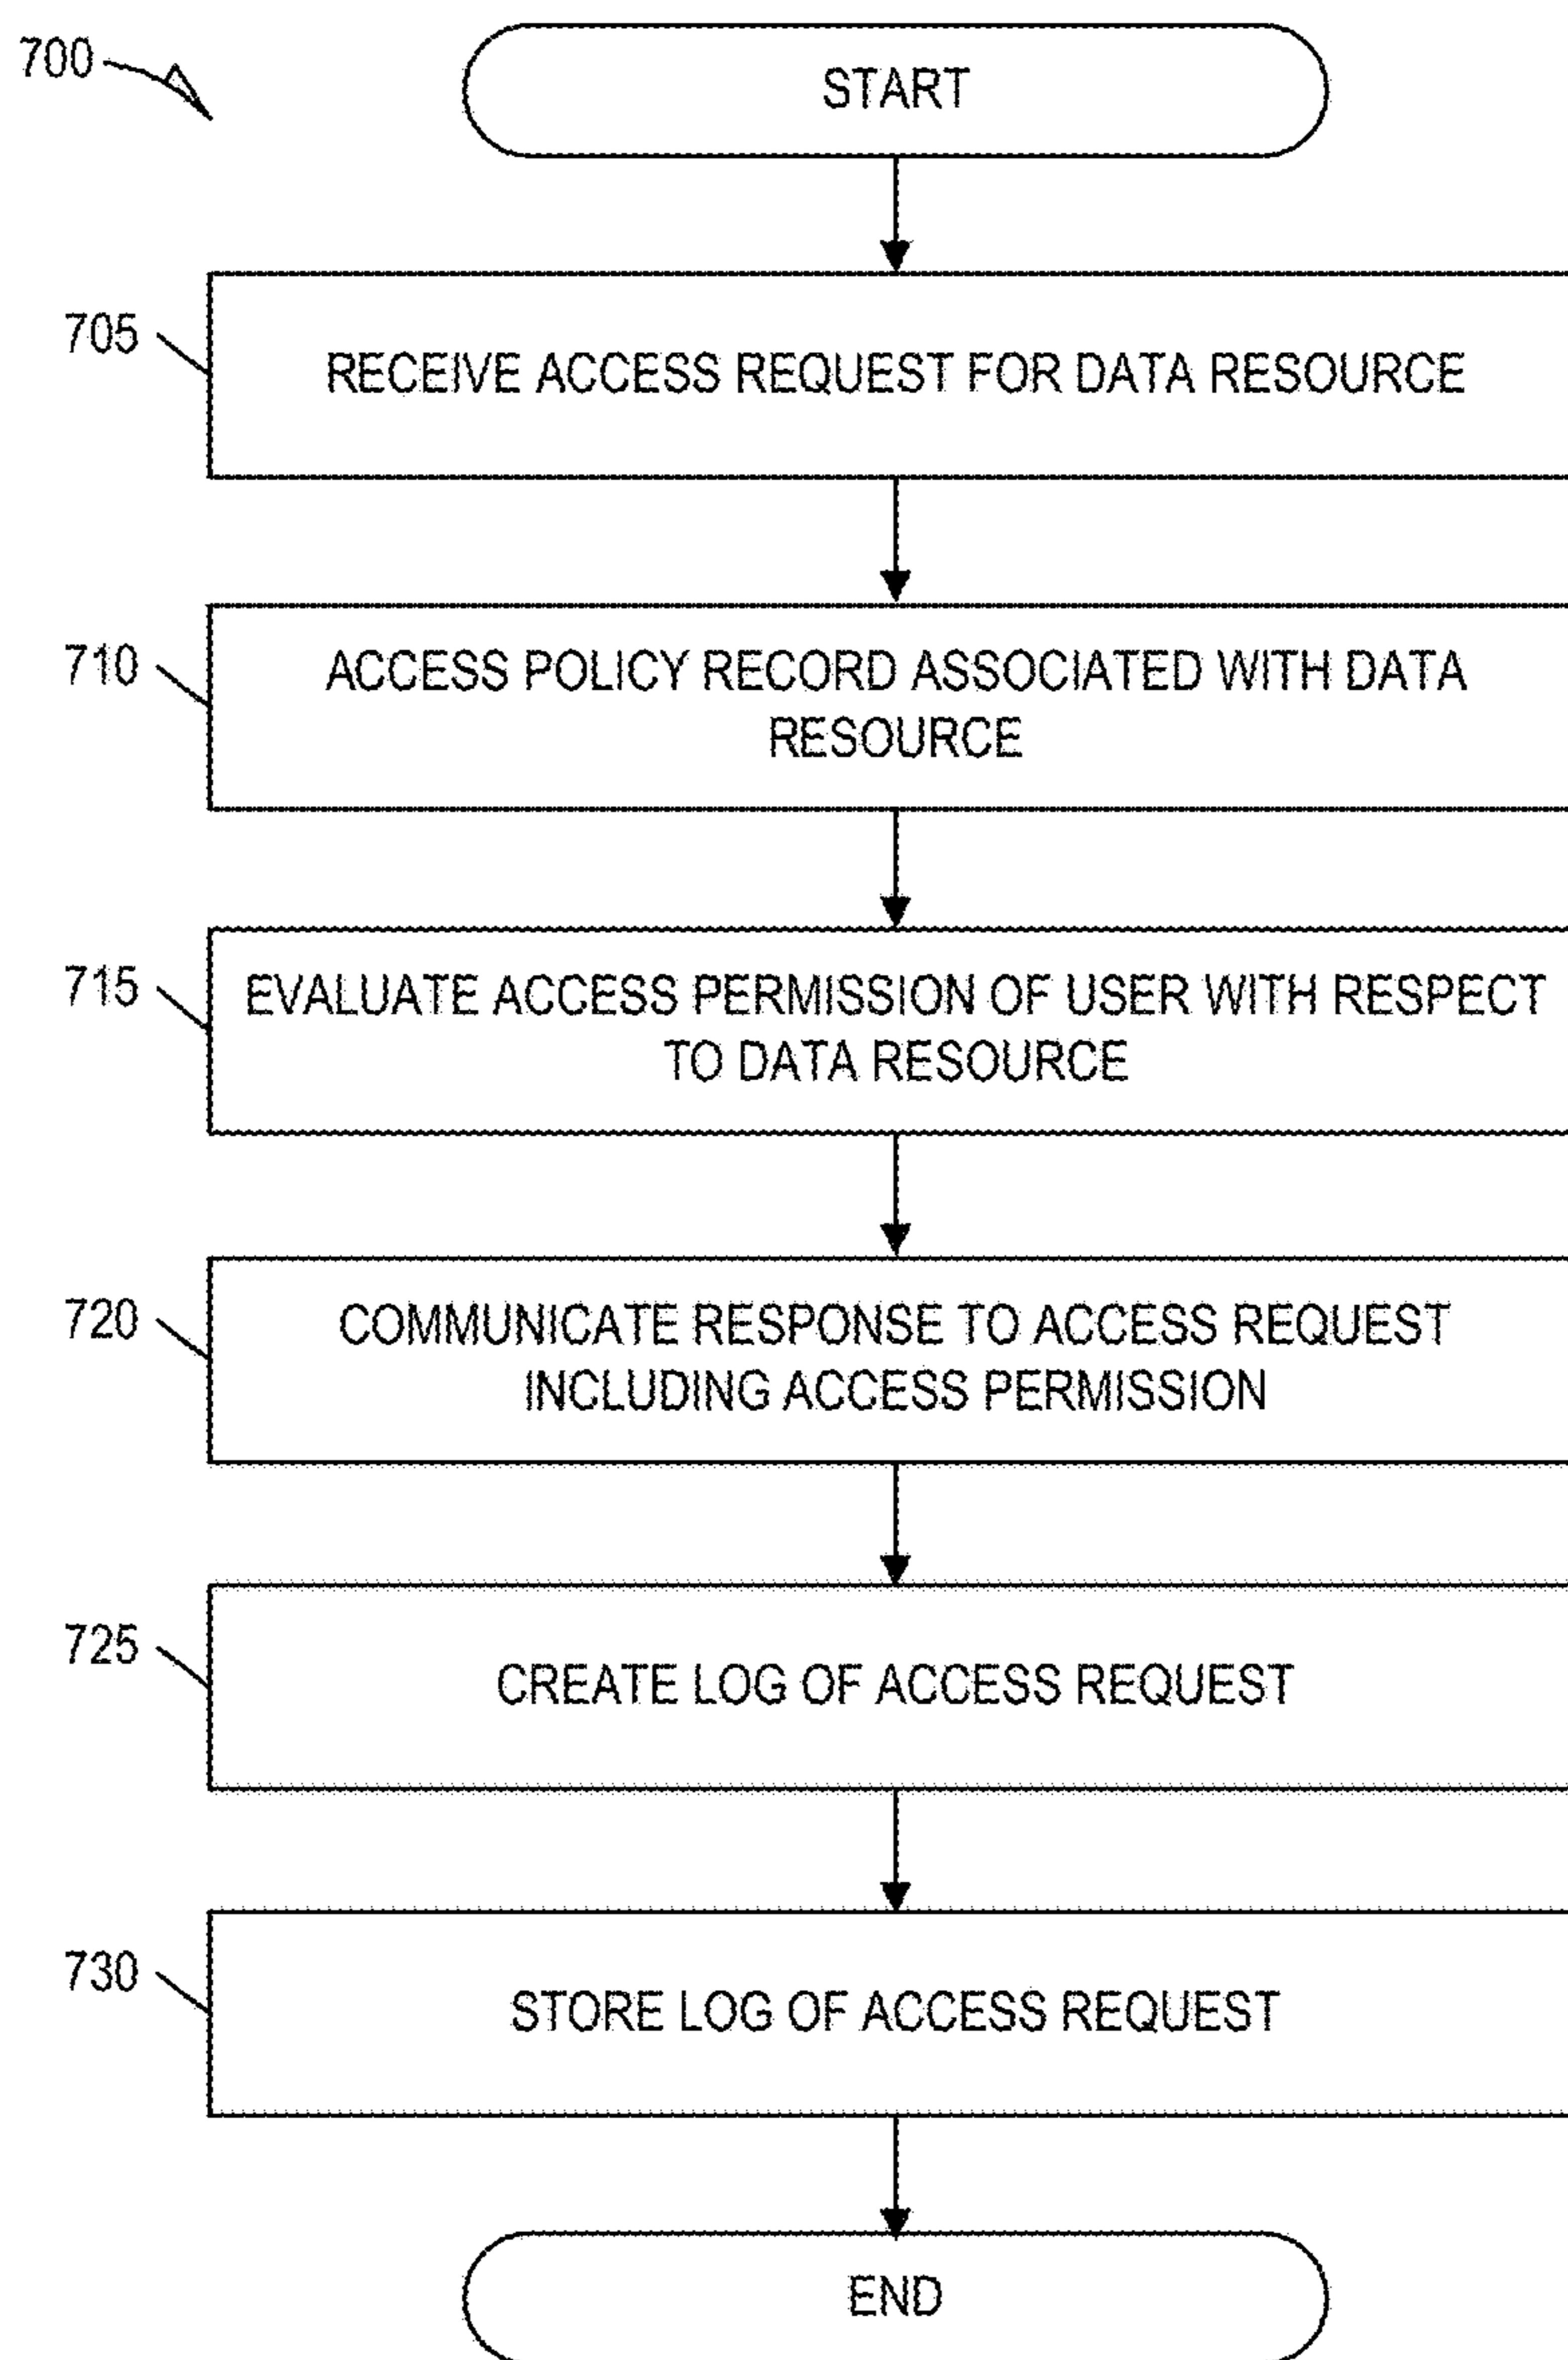 700
START
705
RECEIVE ACCESS REQUEST FOR DATA RESOURCE
710
ACCESS POLICY RECORD ASSOCIATED WITH DATA
RESOURCE
715
EVALUATE ACCESS PERMISSION OF USER WITH RESPECT
TO DATA RESOURCE
720
COMMUNICATE RESPONSE TO ACCESS REQUEST
INCLUDING ACCESS PERMISSION
725
CREATE LOG OF ACCESS REQUEST
730
STORE LOG OF ACCESS REQUEST
END